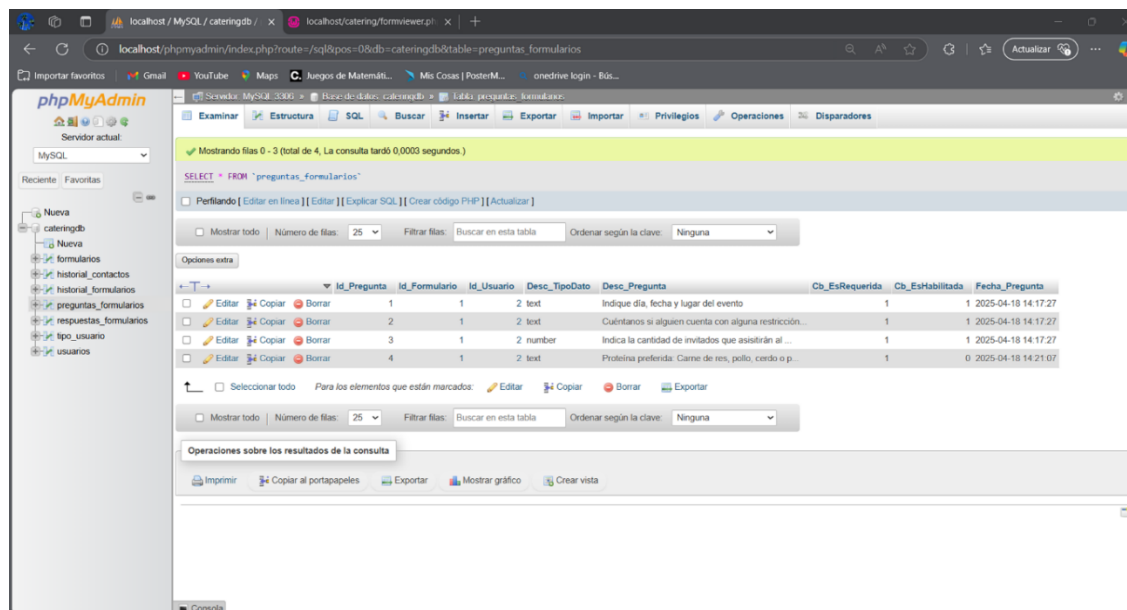 localhost / MySQL / cateringdb /
localhost/catering/formviewer.ph
localhost/phpmyadmin/index.php?route=/sql&pos=0&db=cateringdb&table=preguntas_formularios
Actualizar
Importar favoritos
Gmail
YouTube
Maps
Juegos de Matemáti...
Mis Cosas | PosterM...
onedrive login - Bús...
phpMyAdmin
Servidor actual:
MySQL
Reciente Favoritas
Nueva
cateringdb
Nueva
formularios
historial_contactos
historial_formularios
preguntas_formularios
respuestas_formularios
tipo_usuario
usuarios
Servidor: MySQL:3306 » Base de datos: cateringdb » Tabla: preguntas_formularios
Examinar Estructura SQL Buscar Insertar Exportar Importar Privilegios Operaciones Disparadores
Mostrando filas 0 - 3 (total de 4, La consulta tardó 0,0003 segundos.)
SELECT * FROM `preguntas_formularios`
Perfilando [ Editar en línea ] [ Editar ] [ Explicar SQL ] [ Crear código PHP ] [ Actualizar ]
Mostrar todo | Número de filas: 25 Filtrar filas: Buscar en esta tabla Ordenar según la clave: Ninguna
Opciones extra
←T→ Id_Pregunta Id_Formulario Id_Usuario Desc_TipoDato Desc_Pregunta Cb_EsRequerida Cb_EsHabilitada Fecha_Pregunta
Editar Copiar Borrar 1 1 2 text Indique día, fecha y lugar del evento 1 1 2025-04-18 14:17:27
Editar Copiar Borrar 2 1 2 text Cuéntanos si alguien cuenta con alguna restricción... 1 1 2025-04-18 14:17:27
Editar Copiar Borrar 3 1 2 number Indica la cantidad de invitados que asisitirán al ... 1 1 2025-04-18 14:17:27
Editar Copiar Borrar 4 1 2 text Proteína preferida: Carne de res, pollo, cerdo o p... 1 0 2025-04-18 14:21:07
Seleccionar todo Para los elementos que están marcados: Editar Copiar Borrar Exportar
Mostrar todo | Número de filas: 25 Filtrar filas: Buscar en esta tabla Ordenar según la clave: Ninguna
Operaciones sobre los resultados de la consulta
Imprimir Copiar al portapapeles Exportar Mostrar gráfico Crear vista
Consola